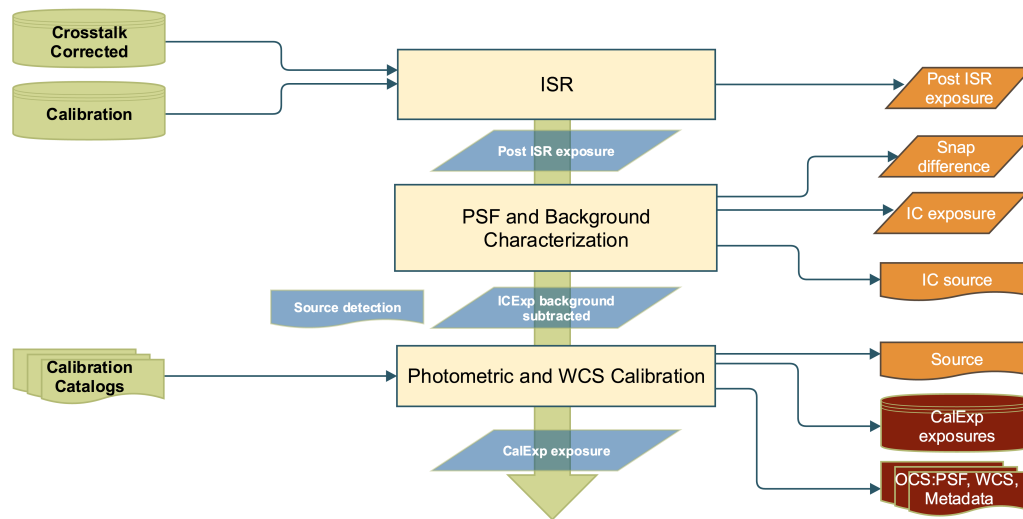 Crosstalk
Corrected
Calibration
ISR
Post ISR
exposure
Post ISR exposure
Snap
difference
PSF and Background
Characterization
IC exposure
IC source
Source detection
ICExp background
subtracted
Calibration
Catalogs
Photometric and WCS Calibration
Source
CalExp
exposures
CalExp exposure
OCS:PSF, WCS,
Metadata